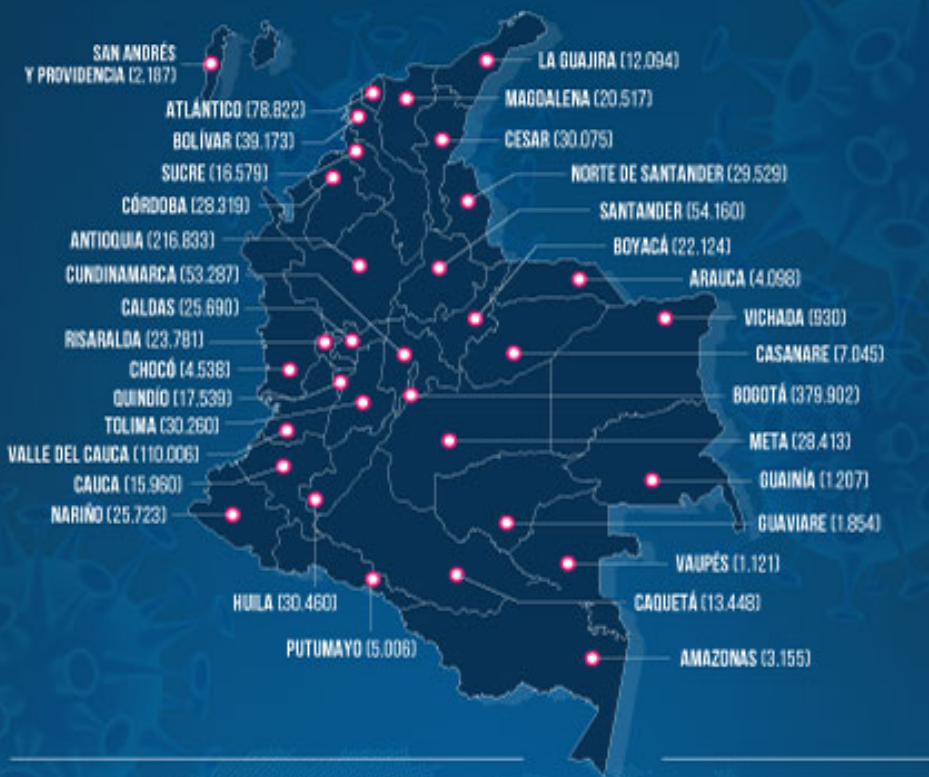 SAN ANDRÉS
Y PROVIDENCIA (2.187)
ATLÁNTICO (78.822)
BOLÍVAR (39.173)
SUCRE (16.579)
CÓRDOBA (28.319)
ANTIOQUIA (216.833)
CUNDINAMARCA (53.287)
CALDAS (25.690)
RISARALDA (23.781)
CHOCÓ (4.538)
QUINDÍO (17.539)
TOLIMA (30.260)
VALLE DEL CAUCA (110.006)
CAUCA (15.960)
NARIÑO (25.723)
HUILA (30.460)
PUTUMAYO (5.006)
LA GUAJIRA (12.094)
MAGDALENA (20.517)
CESAR (30.075)
NORTE DE SANTANDER (29.529)
SANTANDER (54.160)
BOYACÁ (22.124)
ARAUCA (4.098)
VICHADA (930)
CASANARE (7.045)
BOGOTÁ (379.902)
META (28.413)
GUAINÍA (1.207)
GUAVIARE (1.854)
VAUPÉS (1.121)
CAQUETÁ (13.448)
AMAZONAS (3.155)